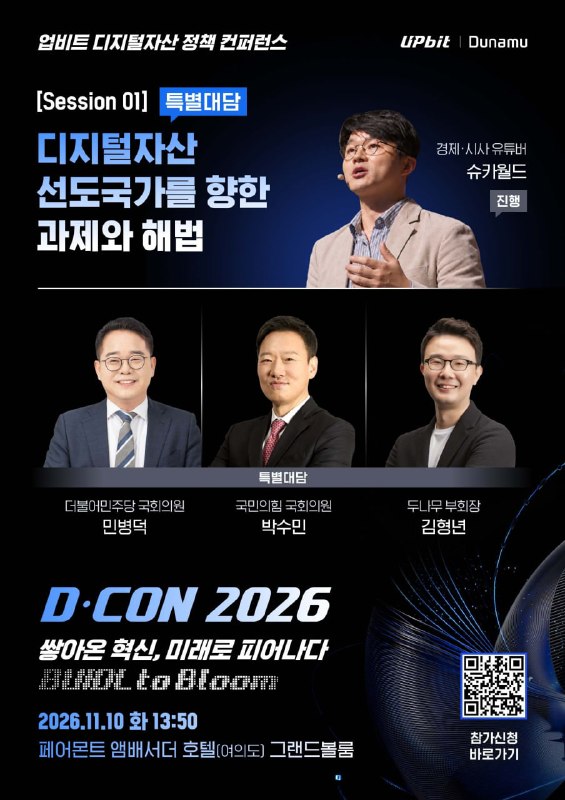 업비트 디지털자산 정책 컨퍼런스
UPbit | Dunamu
[Session 01] 특별대담
디지털자산
선도국가를 향한
과제와 해법
경제·시사 유튜버
슈카월드
진행
특별대담
더불어민주당 국회의원
민병덕
국민의힘 국회의원
박수민
두나무 부회장
김형년
D·CON 2026
쌓아온 혁신, 미래로 피어나다
BUIDL to Bloom
2026.11.10 화 13:50
페어몬트 앰배서더 호텔(여의도) 그랜드볼룸
참가신청
바로가기